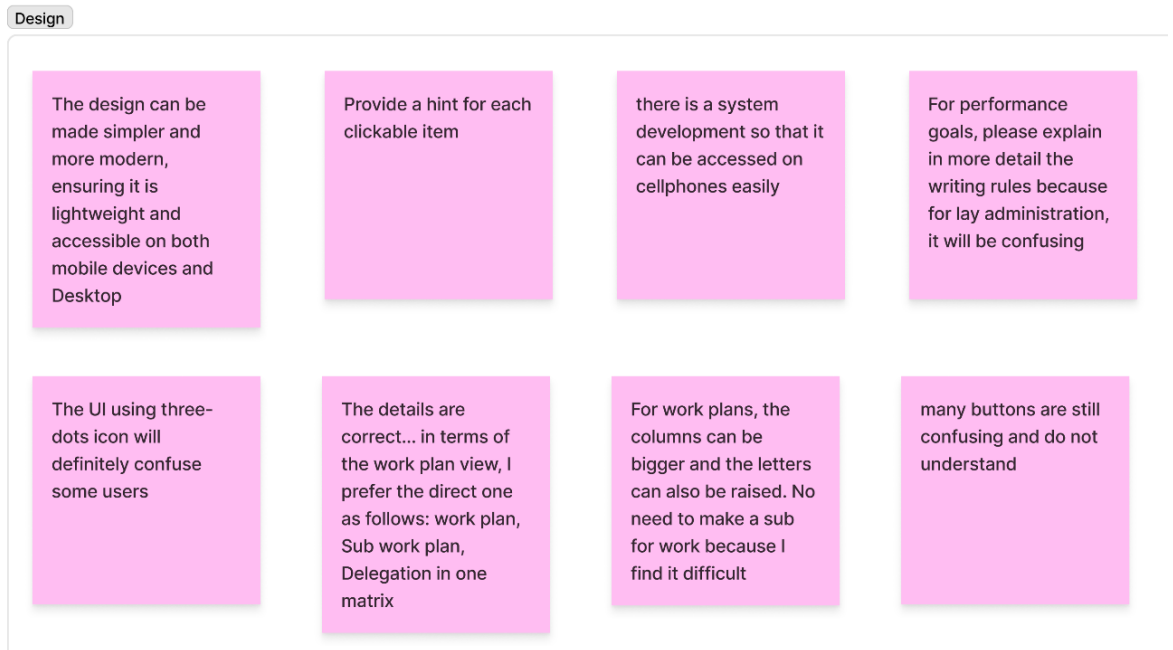 Design
The design can be
made simpler and
more modern,
ensuring it is
lightweight and
accessible on both
mobile devices and
Desktop
Provide a hint for each
clickable item
there is a system
development so that it
can be accessed on
cellphones easily
For performance
goals, please explain
in more detail the
writing rules because
for lay administration,
it will be confusing
The UI using three-
dots icon will
definitely confuse
some users
The details are
correct... in terms of
the work plan view, I
prefer the direct one
as follows: work plan,
Sub work plan,
Delegation in one
matrix
For work plans, the
columns can be
bigger and the letters
can also be raised. No
need to make a sub
for work because I
find it difficult
many buttons are still
confusing and do not
understand